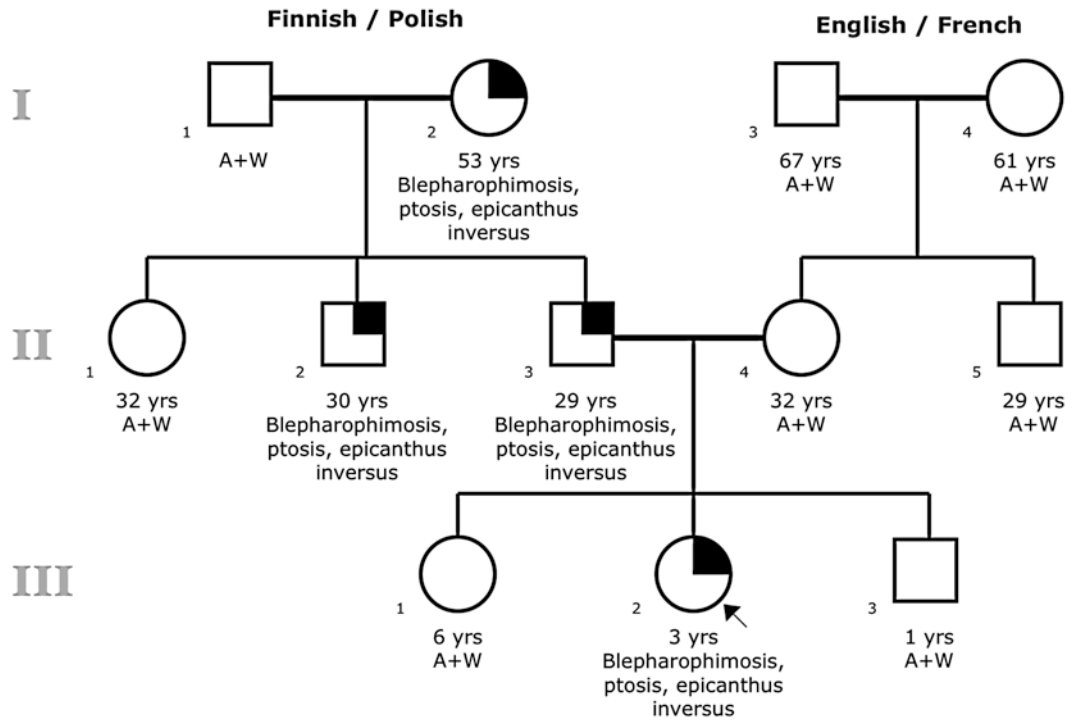 Finnish / Polish
English / French
I
1
A+W
2
53 yrs
Blepharophimosis,
ptosis, epicanthus
inversus
3
67 yrs
A+W
4
61 yrs
A+W
II
1
32 yrs
A+W
2
30 yrs
Blepharophimosis,
ptosis, epicanthus
inversus
3
29 yrs
Blepharophimosis,
ptosis, epicanthus
inversus
4
32 yrs
A+W
5
29 yrs
A+W
III
1
6 yrs
A+W
2
3 yrs
Blepharophimosis,
ptosis, epicanthus
inversus
3
1 yrs
A+W